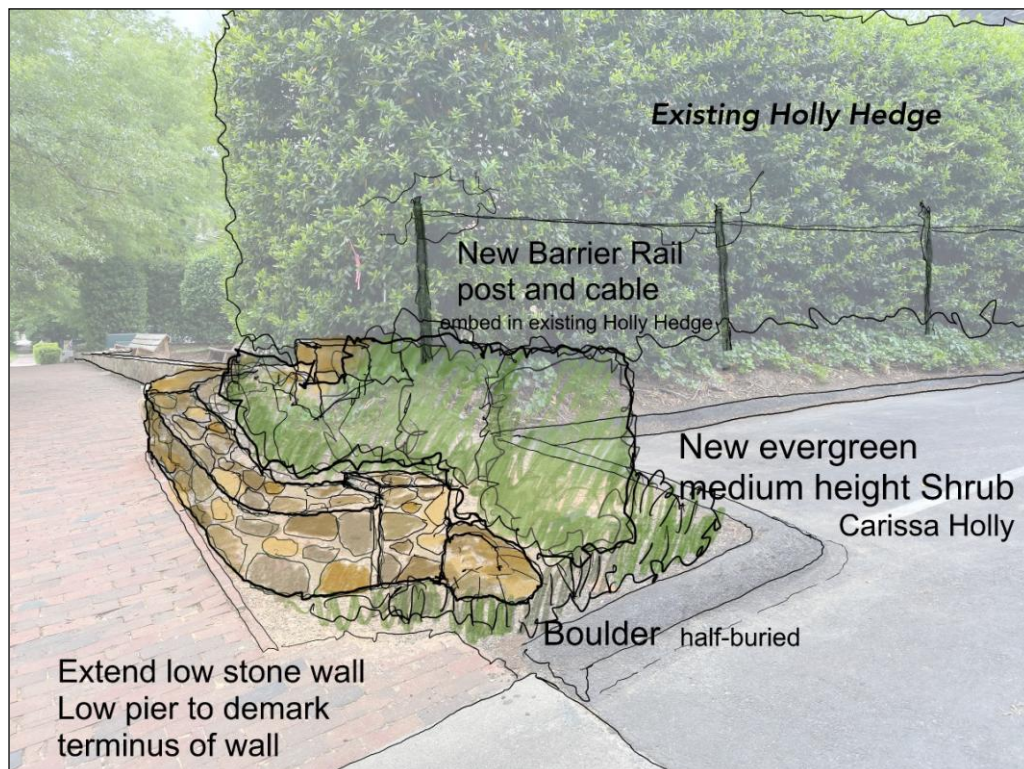 Existing Holly Hedge
New Barrier Rail
post and cable
embed in existing Holly Hedge
New evergreen
medium height Shrub
Carissa Holly
Boulder half-buried
Extend low stone wall
Low pier to demark
terminus of wall